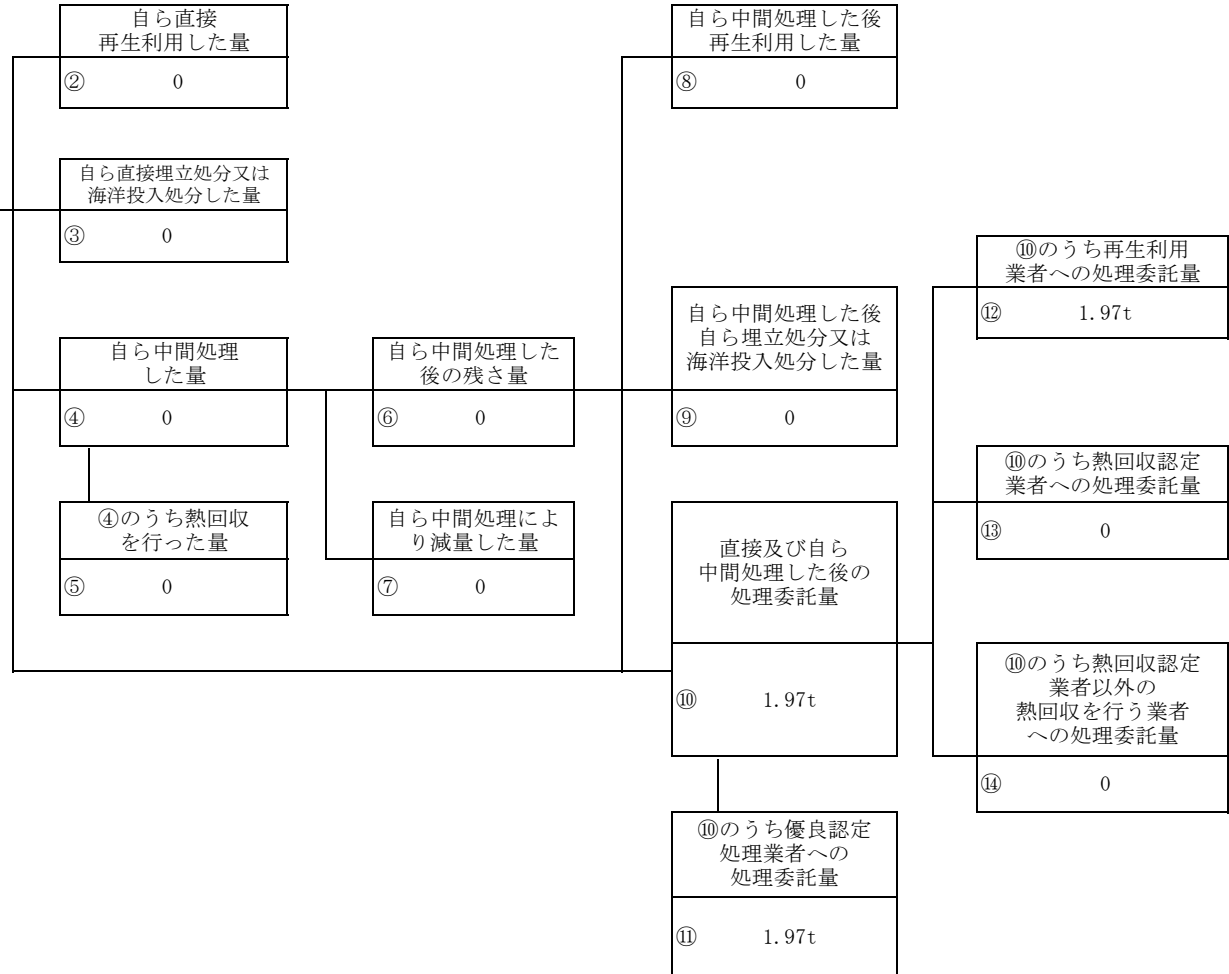 自ら直接
再生利用した量
② 0
自ら直接埋立処分又は
海洋投入処分した量
③ 0
自ら中間処理
した量
④ 0
④のうち熱回収
を行った量
⑤ 0
自ら中間処理した
後の残さ量
⑥ 0
自ら中間処理によ
り減量した量
⑦ 0
自ら中間処理した後
再生利用した量
⑧ 0
自ら中間処理した後
自ら埋立処分又は
海洋投入処分した量
⑨ 0
直接及び自ら
中間処理した後の
処理委託量
⑩ 1.97t
⑩のうち優良認定
処理業者への
処理委託量
⑪ 1.97t
⑩のうち再生利用
業者への処理委託量
⑫ 1.97t
⑩のうち熱回収認定
業者への処理委託量
⑬ 0
⑩のうち熱回収認定
業者以外の
熱回収を行う業者
への処理委託量
⑭ 0